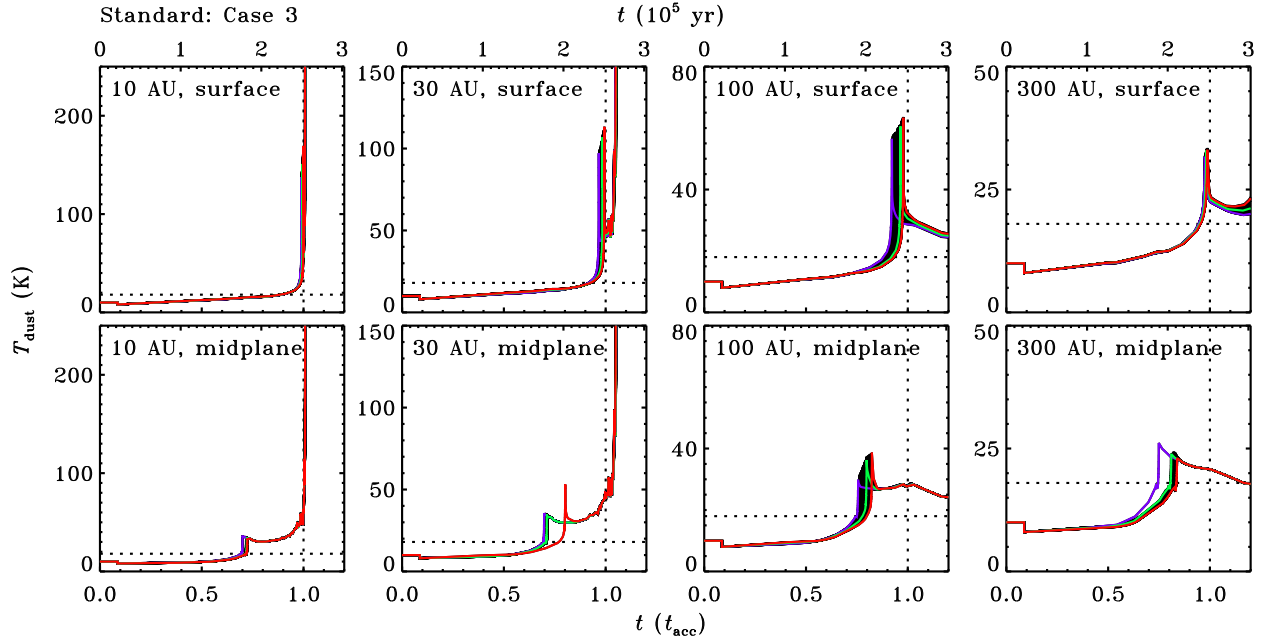 Standard: Case 3
t (10^5 yr)
0 1 2 3 0 1 2 3 0 1 2 3 0 1 2 3
10 AU, surface 30 AU, surface 100 AU, surface 300 AU, surface
200 100 0 150 100 50 0 80 40 0 50 25 0
T_dust (K)
10 AU, midplane 30 AU, midplane 100 AU, midplane 300 AU, midplane
200 100 0 150 100 50 0 80 40 0 50 25 0
0.0 0.5 1.0 0.0 0.5 1.0 0.0 0.5 1.0 0.0 0.5 1.0
t (t_acc)